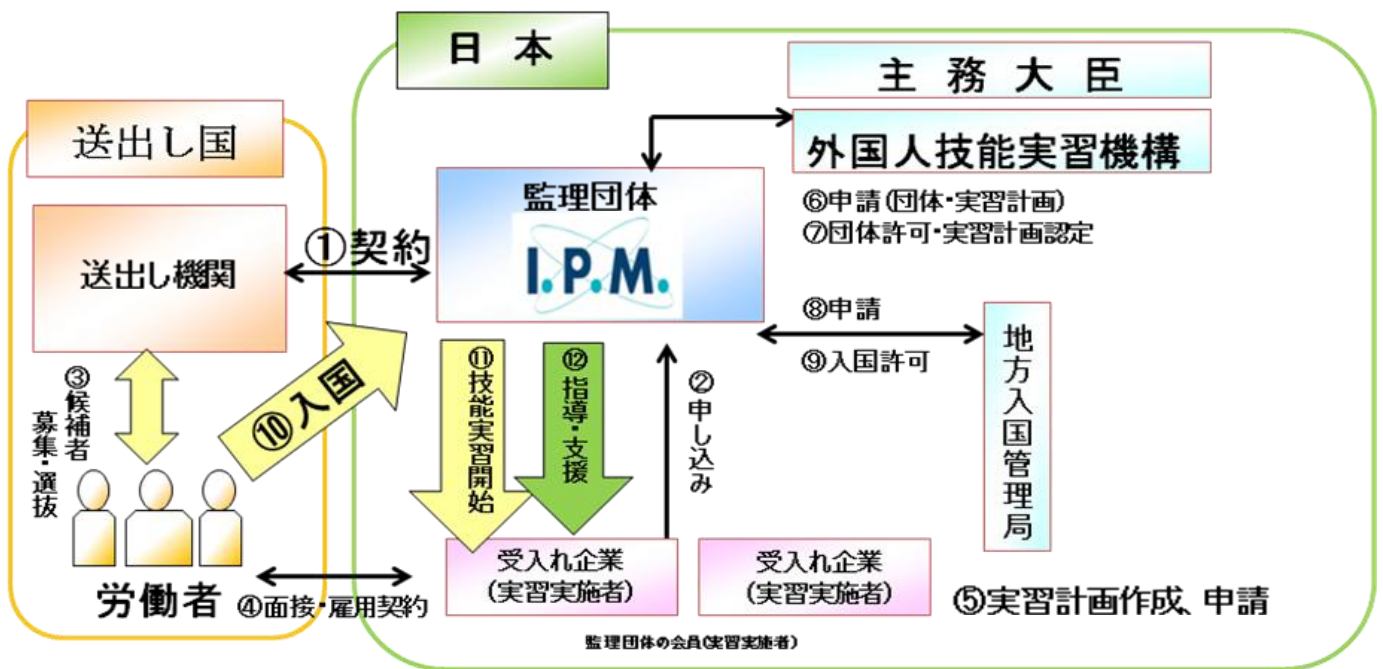 日 本
主 務 大 臣
外国人技能実習機構
送出し国
監理団体
I.P.M.
⑥申請(団体・実習計画)
⑦団体許可・実習計画認定
送出し機関
①契約
⑧申請
⑨入国許可
地方入国管理局
③候補者
募集・選抜
⑩入国
⑪技能実習開始
⑫指導・支援
②申し込み
受入れ企業
(実習実施者)
受入れ企業
(実習実施者)
労働者
④面接・雇用契約
⑤実習計画作成、申請
監理団体の会員(実習実施者)